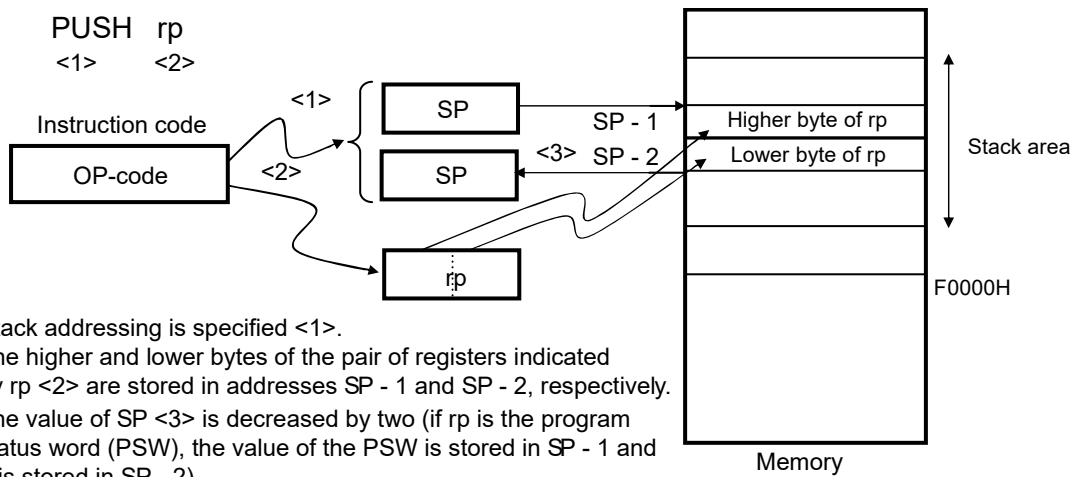 PUSH rp
<1> <2>
<1>
SP
SP - 1
Higher byte of rp
Instruction code
<3> SP - 2
Lower byte of rp
Stack area
OP-code
<2>
SP
rp
F0000H
tack addressing is specified <1>.
he higher and lower bytes of the pair of registers indicated
y rp <2> are stored in addresses SP - 1 and SP - 2, respectively.
he value of SP <3> is decreased by two (if rp is the program
tatus word (PSW), the value of the PSW is stored in SP - 1 and
is stored in SP - 2).
Memory